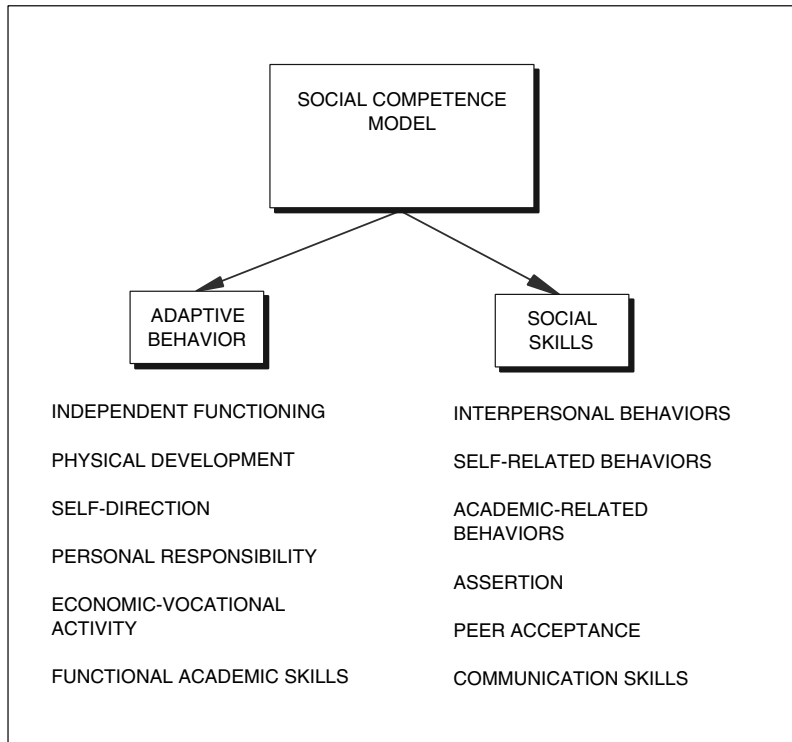 SOCIAL COMPETENCE
MODEL
ADAPTIVE
BEHAVIOR
INDEPENDENT FUNCTIONING
PHYSICAL DEVELOPMENT
SELF-DIRECTION
PERSONAL RESPONSIBILITY
ECONOMIC-VOCATIONAL
ACTIVITY
FUNCTIONAL ACADEMIC SKILLS
SOCIAL
SKILLS
INTERPERSONAL BEHAVIORS
SELF-RELATED BEHAVIORS
ACADEMIC-RELATED
BEHAVIORS
ASSERTION
PEER ACCEPTANCE
COMMUNICATION SKILLS